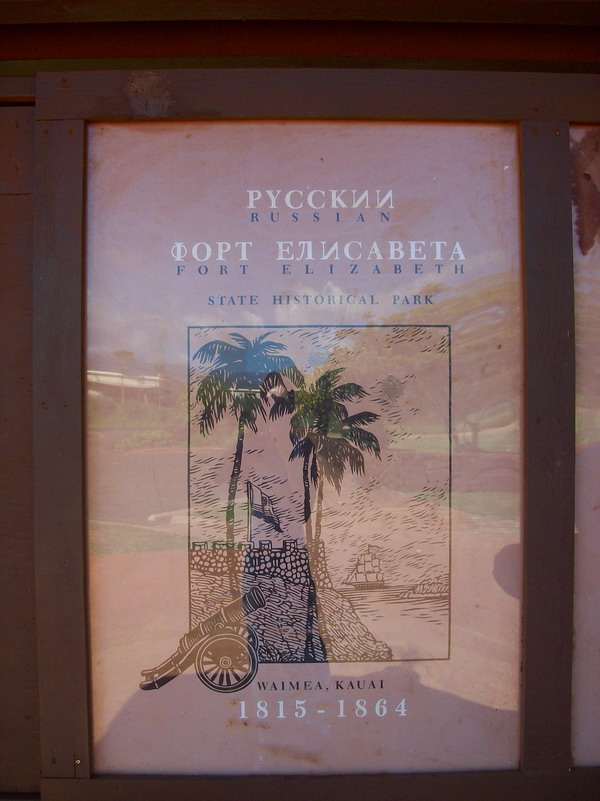 РУССКИИ
RUSSIAN
ФОРТ ЕЛИСАВЕТА
FORT ELIZABETH
STATE HISTORICAL PARK
WAIMEA, KAUAI
1815-1864